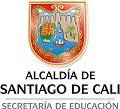 ALCALDÍA DE
SANTIAGO DE CALI
SECRETARÍA DE EDUCACIÓN